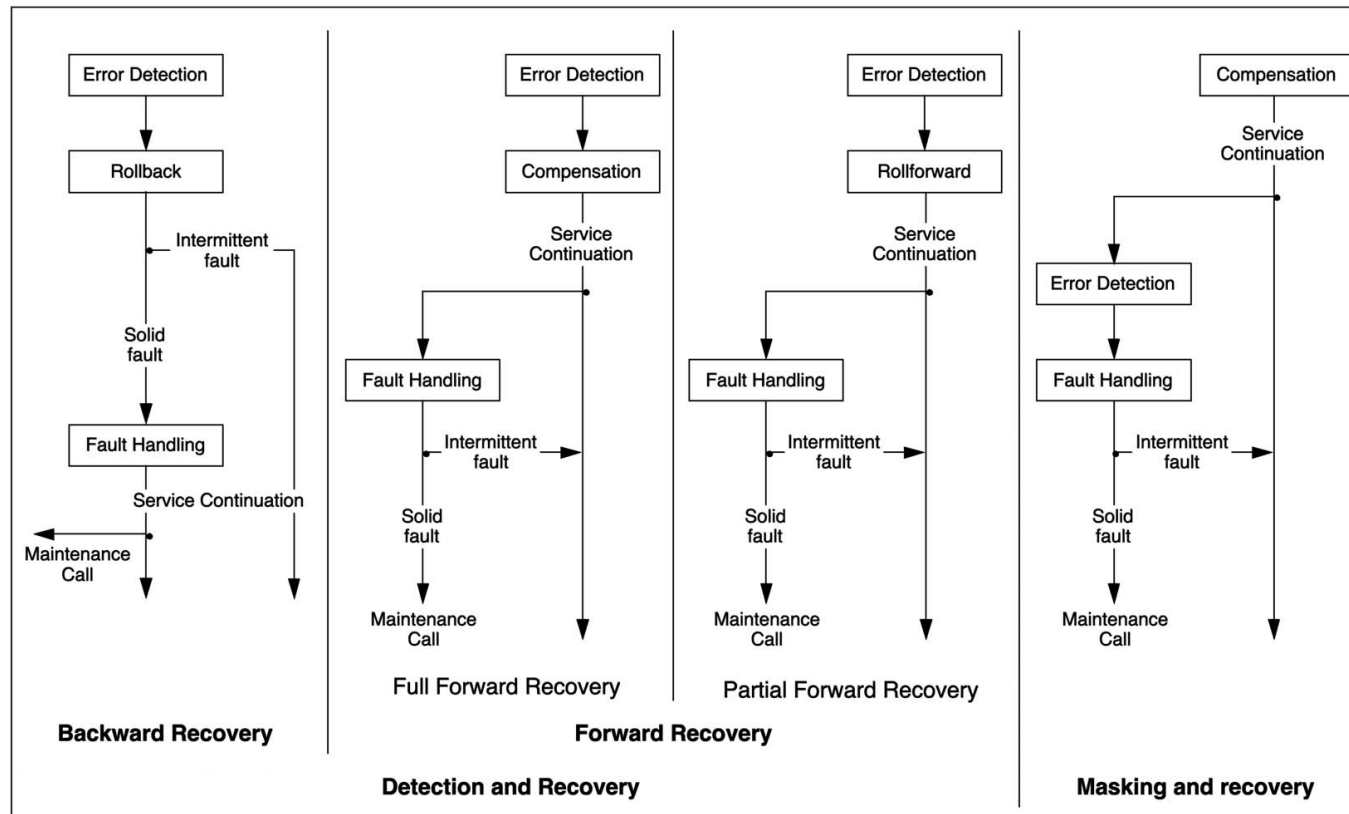 Error Detection
Rollback
Intermittent
fault
Solid
fault
Fault Handling
Service Continuation
Maintenance
Call
Backward Recovery
Error Detection
Compensation
Service
Continuation
Fault Handling
Intermittent
fault
Solid
fault
Maintenance
Call
Full Forward Recovery
Error Detection
Rollforward
Service
Continuation
Fault Handling
Intermittent
fault
Solid
fault
Maintenance
Call
Partial Forward Recovery
Forward Recovery
Detection and Recovery
Compensation
Service
Continuation
Error Detection
Fault Handling
Intermittent
fault
Solid
fault
Maintenance
Call
Masking and recovery